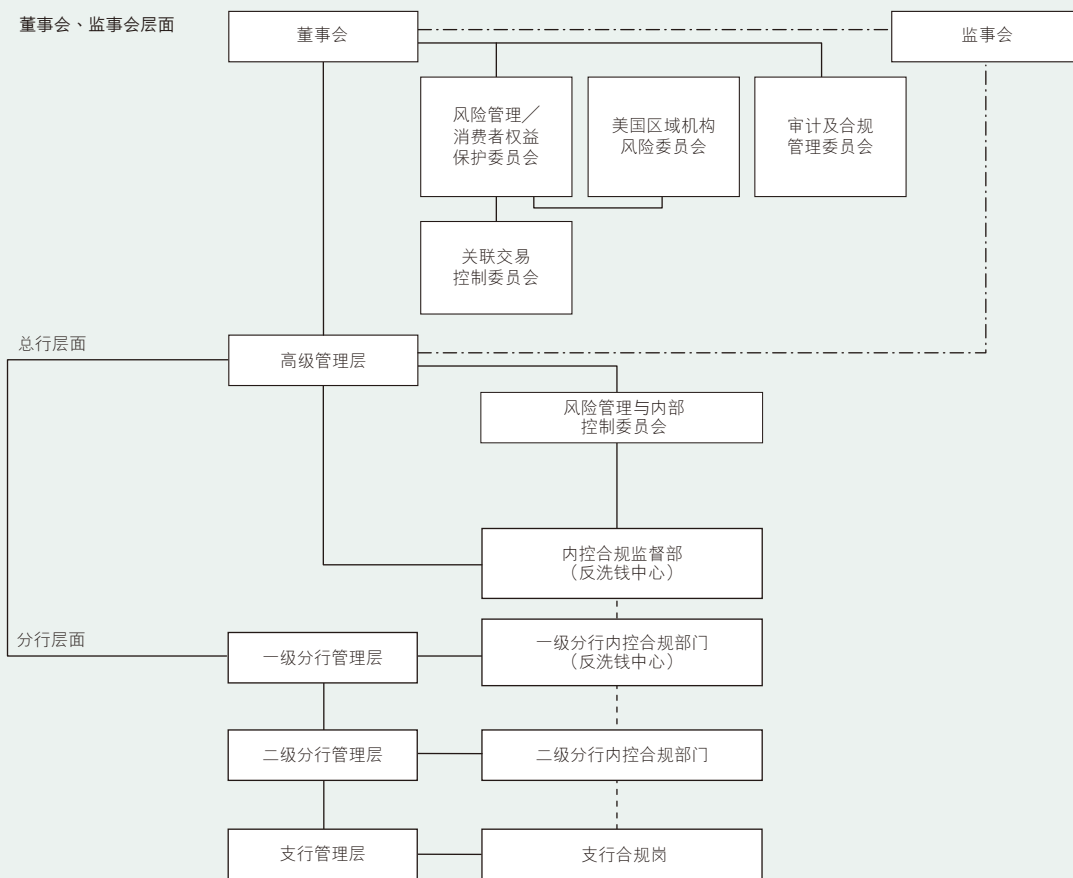 董事会、监事会层面
董事会
监事会
风险管理／
消费者权益
保护委员会
美国区域机构
风险委员会
审计及合规
管理委员会
关联交易
控制委员会
总行层面
高级管理层
风险管理与内部
控制委员会
内控合规监督部
（反洗钱中心）
分行层面
一级分行管理层
一级分行内控合规部门
（反洗钱中心）
二级分行管理层
二级分行内控合规部门
支行管理层
支行合规岗